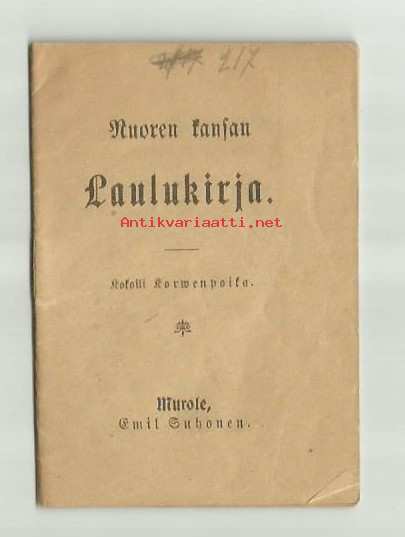 217
Nuoren kansan
Laulukirja.
Antikvariaatti.net
Kokoili Korwenpoika.
Murole,
Emil Suhonen.